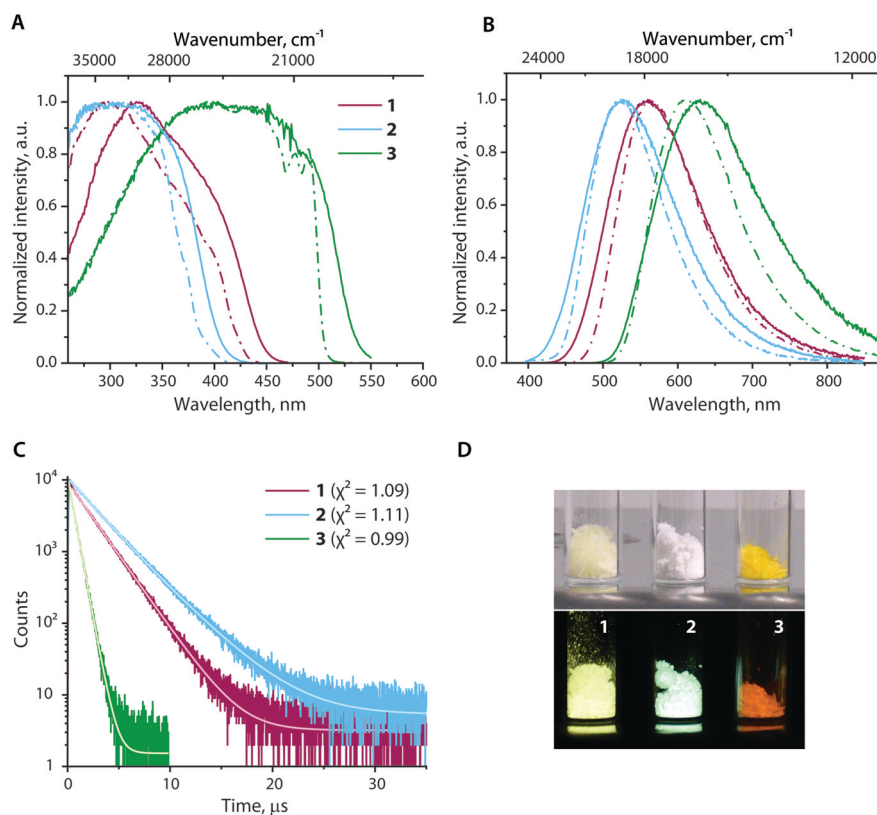 A
Wavenumber, cm⁻¹
35000 28000 21000
1.0
0.8
0.6
0.4
0.2
0.0
Normalized intensity, a.u.
1
2
3
300 350 400 450 500 550 600
Wavelength, nm
B
Wavenumber, cm⁻¹
24000 18000 12000
1.0
0.8
0.6
0.4
0.2
0.0
Normalized intensity, a.u.
400 500 600 700 800
Wavelength, nm
C
10⁴
10³
10²
10
1
Counts
1 (χ² = 1.09)
2 (χ² = 1.11)
3 (χ² = 0.99)
0 10 20 30
Time, μs
D
1 2 3